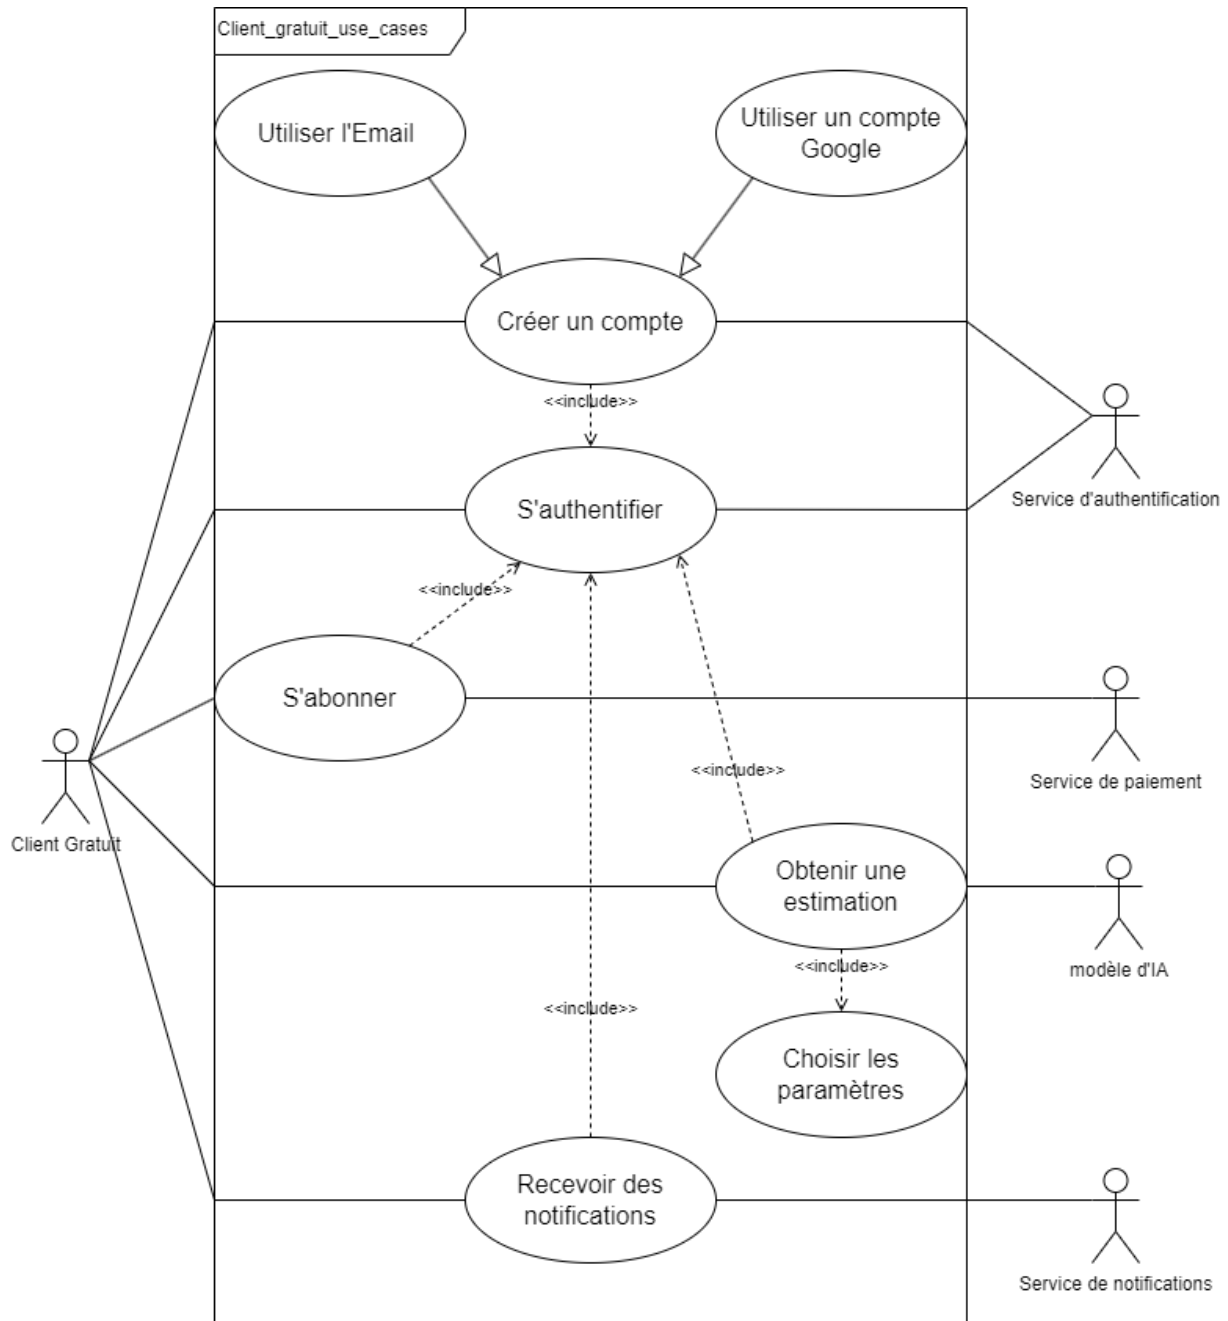 Client_gratuit_use_cases
Utiliser l'Email
Utiliser un compte
Google
Créer un compte
<<include>>
S'authentifier
Service d'authentification
<<include>>
S'abonner
Service de paiement
<<include>>
Client Gratuit
Obtenir une
estimation
modèle d'IA
<<include>>
<<include>>
Choisir les
paramètres
Recevoir des
notifications
Service de notifications